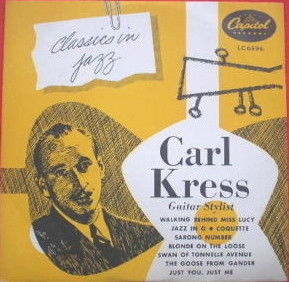 Classics in
jazz
Capitol
RECORDS
LC6596
Carl
Kress
Guitar Stylist
WALKING BEHIND MISS LUCY
JAZZ IN G ★ COQUETTE
SARONG NUMBER
BLONDE ON THE LOOSE
SWAN OF TONNELLE AVENUE
THE GOOSE FROM GANDER
JUST YOU, JUST ME